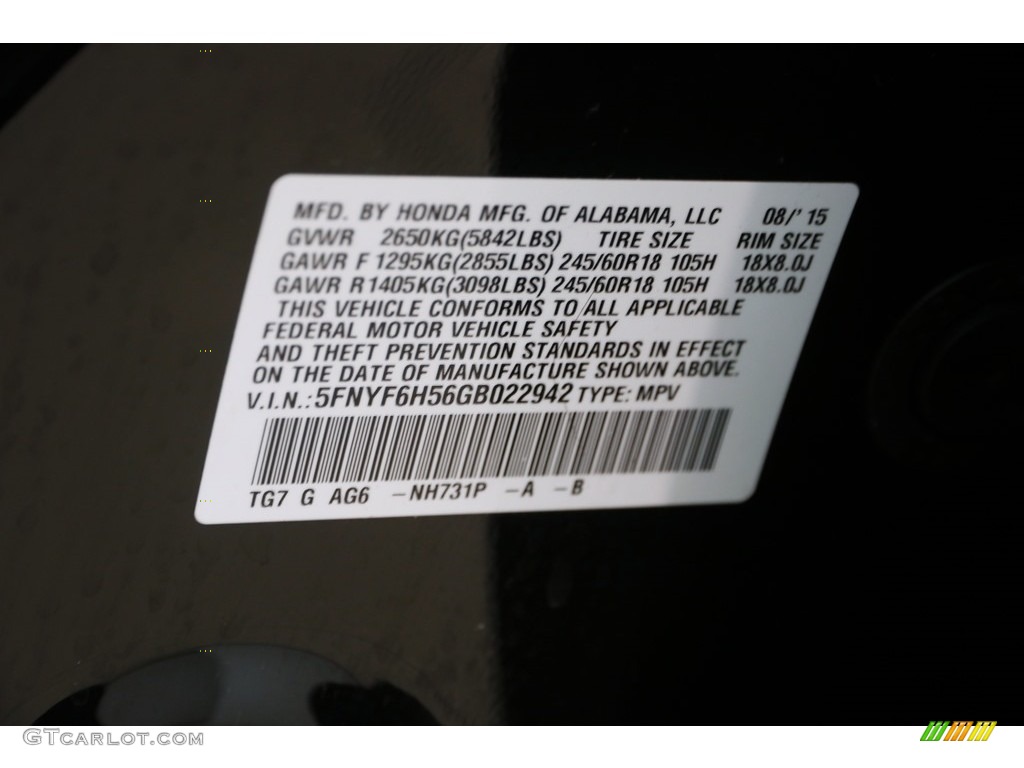 MFD. BY HONDA MFG. OF ALABAMA, LLC 08/'15
GVWR 2650KG(5842LBS) TIRE SIZE RIM SIZE
GAWR F 1295KG(2855LBS) 245/60R18 105H 18X8.0J
GAWR R 1405KG(3098LBS) 245/60R18 105H 18X8.0J
THIS VEHICLE CONFORMS TO ALL APPLICABLE
FEDERAL MOTOR VEHICLE SAFETY
AND THEFT PREVENTION STANDARDS IN EFFECT
ON THE DATE OF MANUFACTURE SHOWN ABOVE.
V.I.N.: 5FNYF6H56GB022942 TYPE: MPV
TG7 G AG6 -NH731P -A -B
GTCARLOT.COM